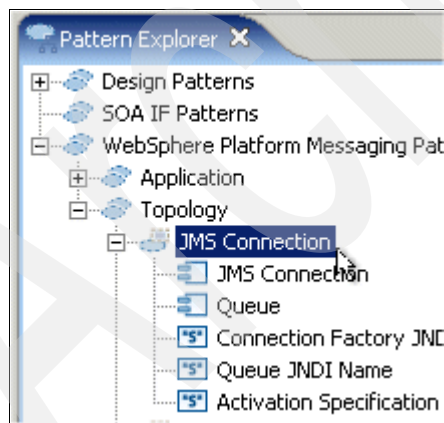 Pattern Explorer
Design Patterns
SOA IF Patterns
WebSphere Platform Messaging Pat
Application
Topology
JMS Connection
JMS Connection
Queue
"S" Connection Factory JND
"S" Queue JNDI Name
"S" Activation Specification